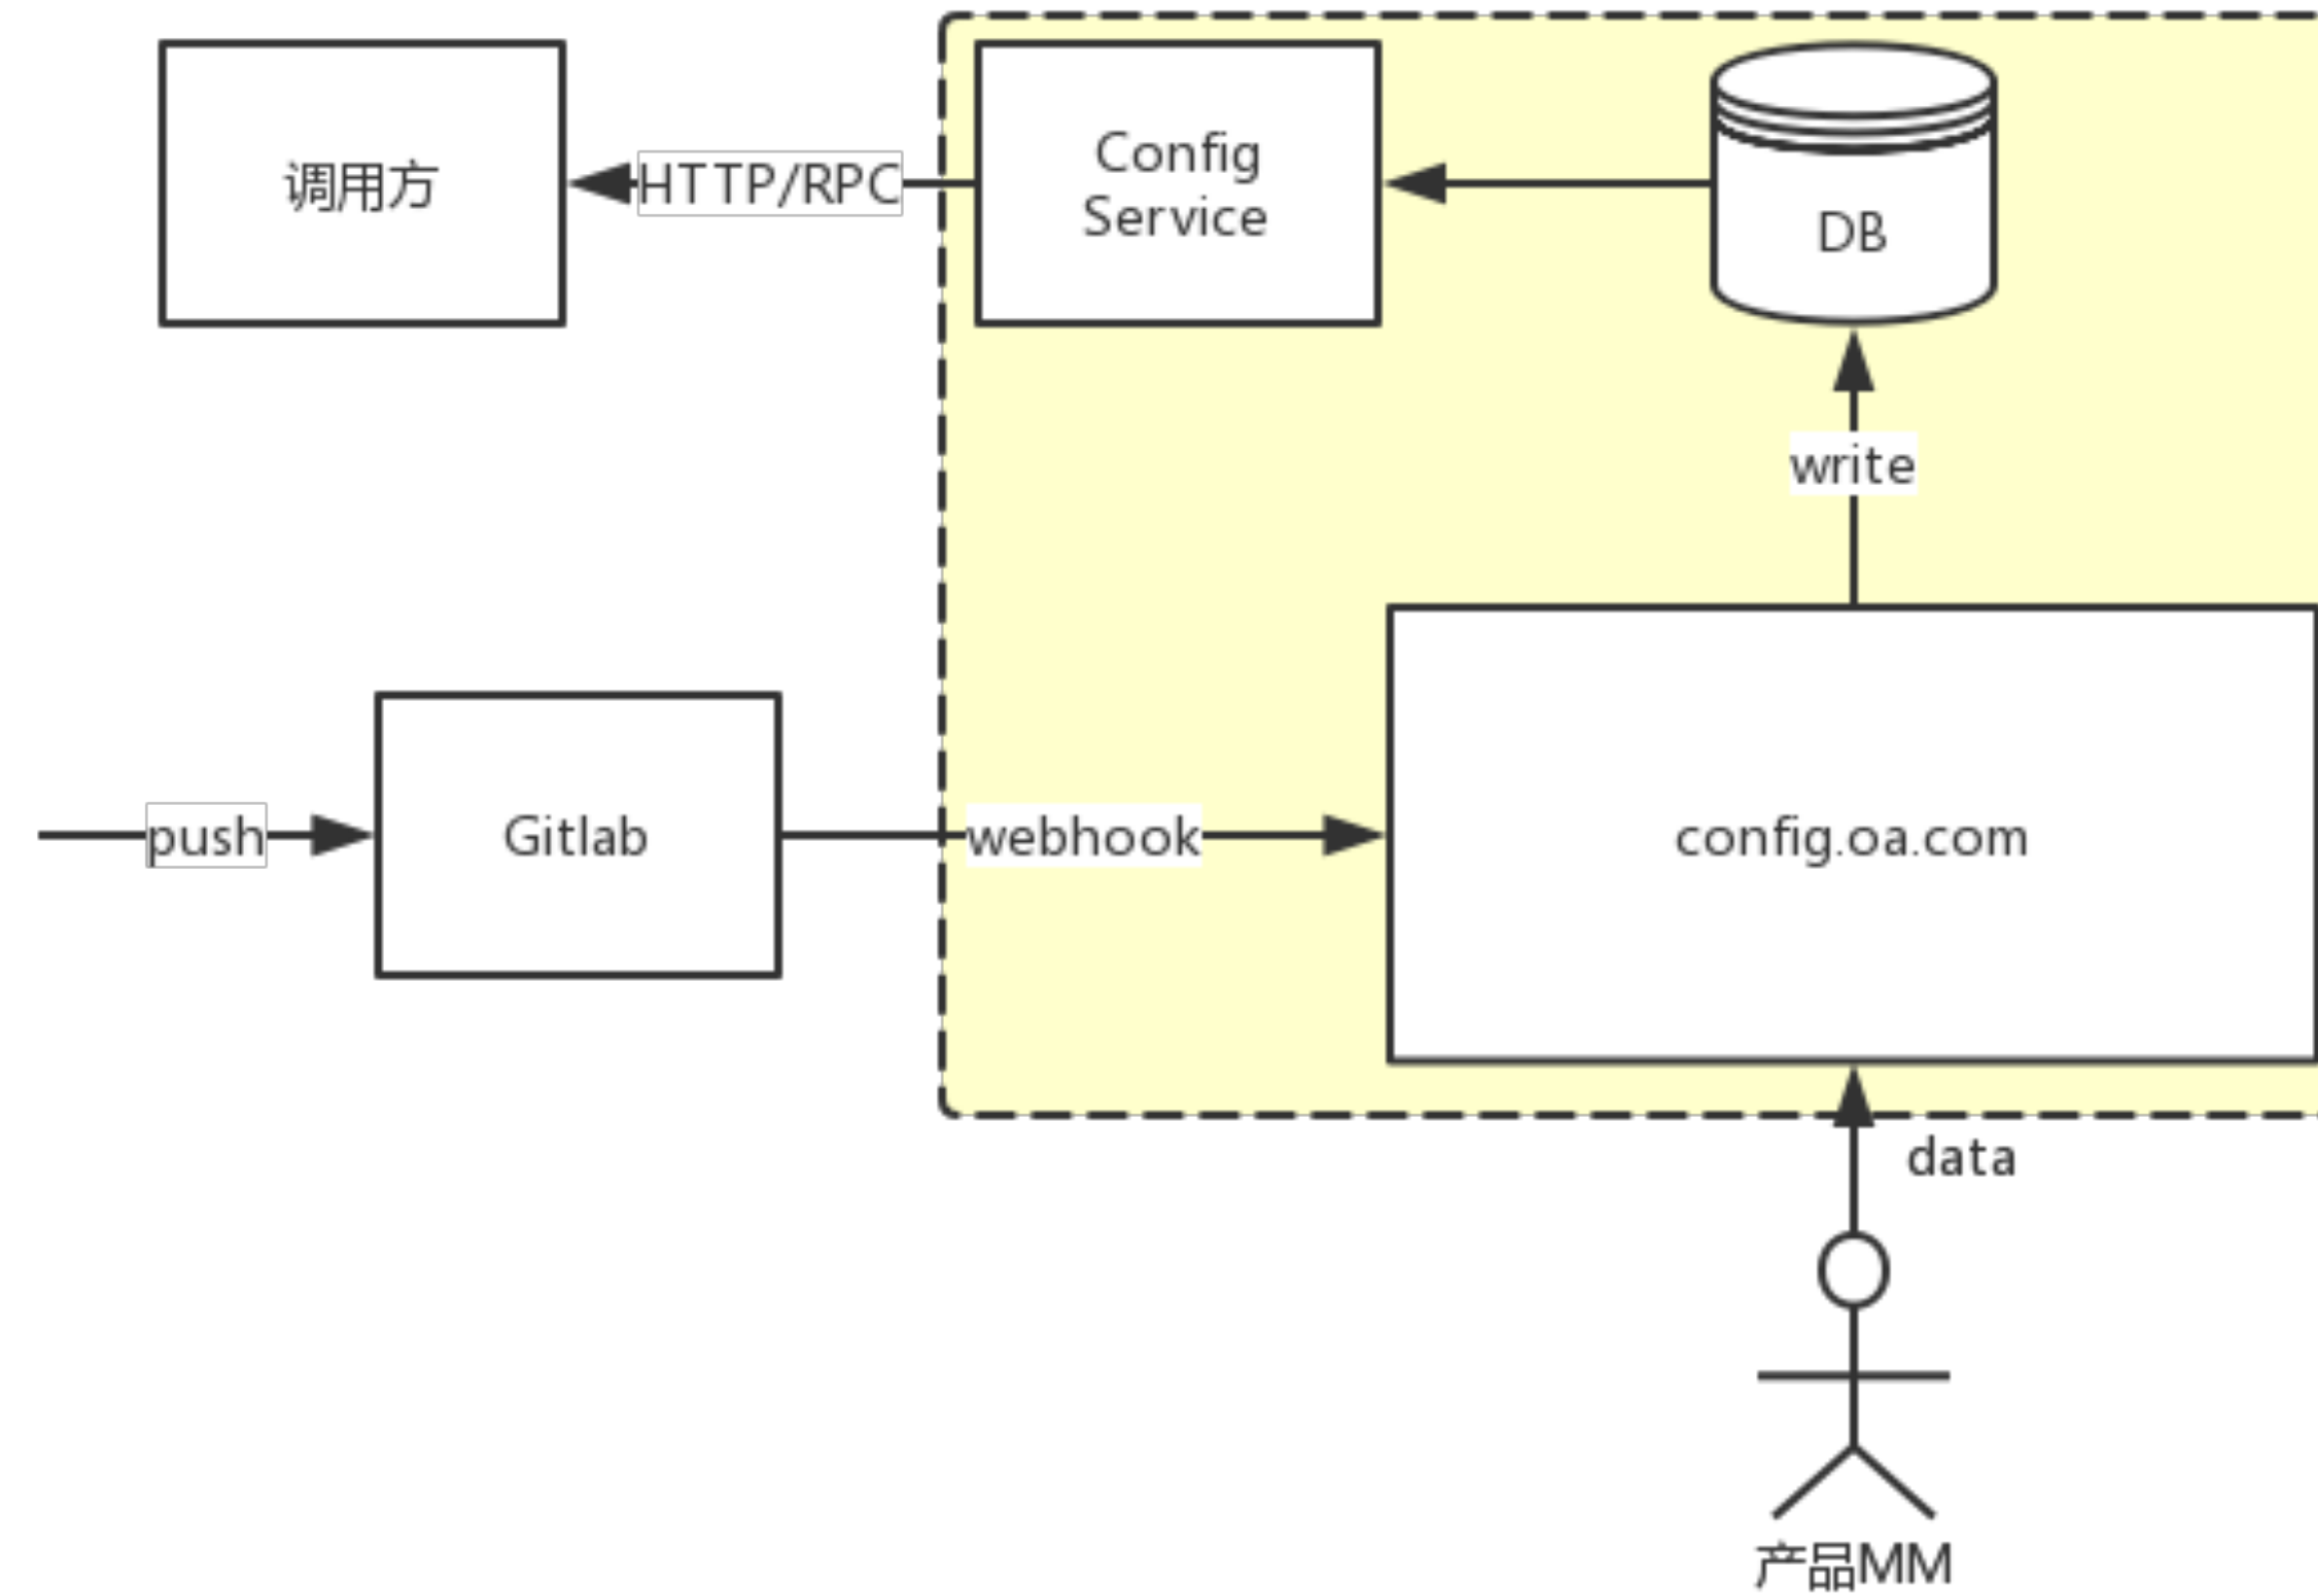 调用方
HTTP/RPC
Config
Service
DB
write
push
Gitlab
webhook
config.oa.com
data
产品MM